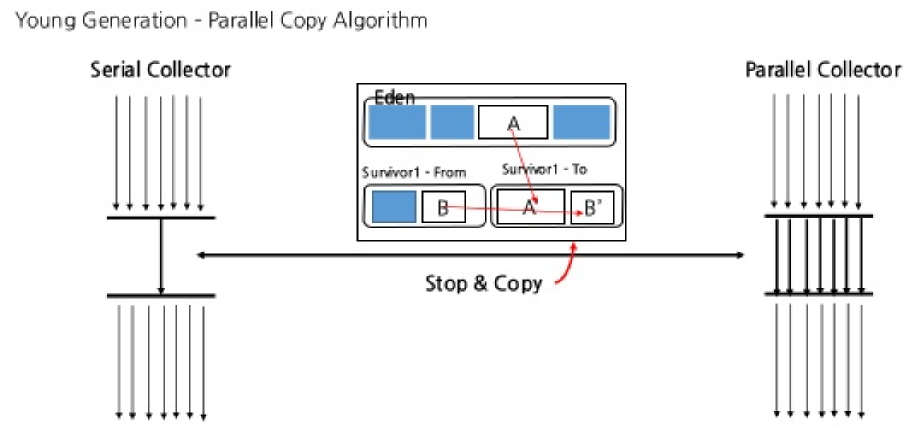 Young Generation - Parallel Copy Algorithm
Serial Collector
Parallel Collector
Eden
A
Survivor1 - From
Survivor1 - To
B
A
B'
Stop & Copy